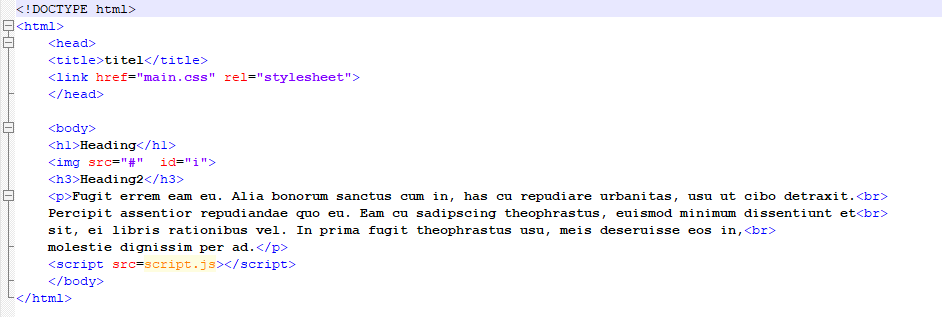 <!DOCTYPE html>
<html>
<head>
<title>titel</title>
<link href="main.css" rel="stylesheet">
</head>
<body>
<h1>Heading</h1>
<img src="#"  id="i">
<h3>Heading2</h3>
<p>Fugit errem eam eu. Alia bonorum sanctus cum in, has cu repudiare urbanitas, usu ut cibo detraxit.<br>
Percipit assentior repudiandae quo eu. Eam cu sadipscing theophrastus, euismod minimum dissentiunt et<br>
sit, ei libris rationibus vel. In prima fugit theophrastus usu, meis deseruisse eos in,<br>
molestie dignissim per ad.</p>
<script src=script.js></script>
</body>
</html>